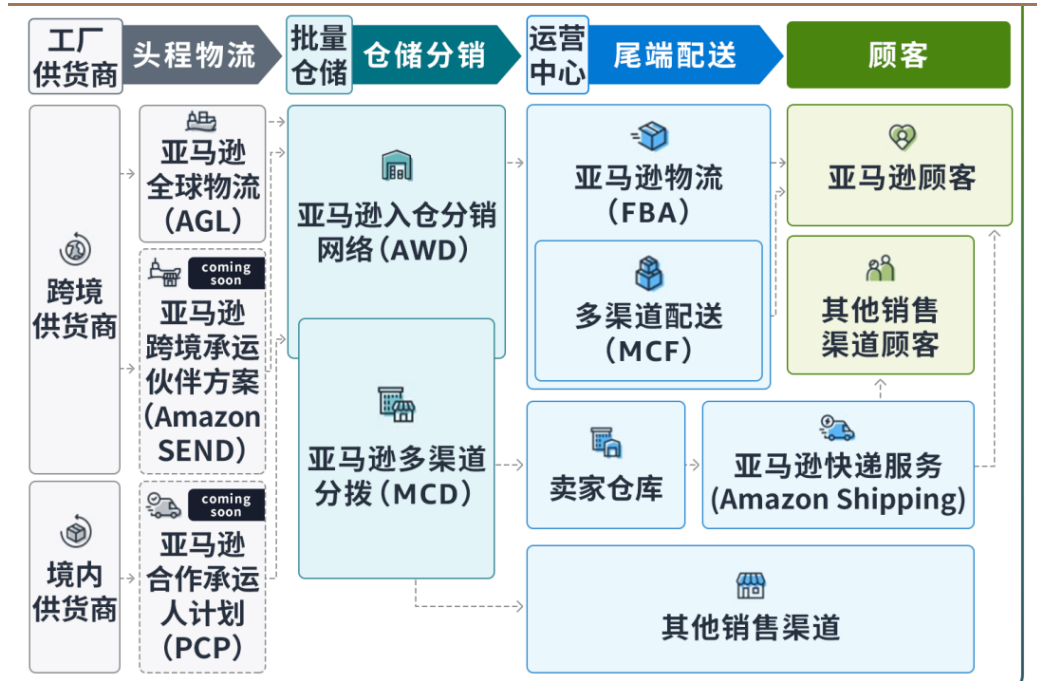 工厂
供货商
头程物流
批量
仓储
仓储分销
运营
中心
尾端配送
顾客
跨境
供货商
境内
供货商
亚马逊
全球物流
（AGL）
coming
soon
亚马逊
跨境承运
伙伴方案
（Amazon
SEND）
coming
soon
亚马逊
合作承运
人计划
（PCP）
亚马逊入仓分销
网络（AWD）
亚马逊多渠道
分拨（MCD）
亚马逊物流
（FBA）
多渠道配送
（MCF）
卖家仓库
亚马逊快递服务
(Amazon Shipping)
其他销售渠道
亚马逊顾客
其他销售
渠道顾客